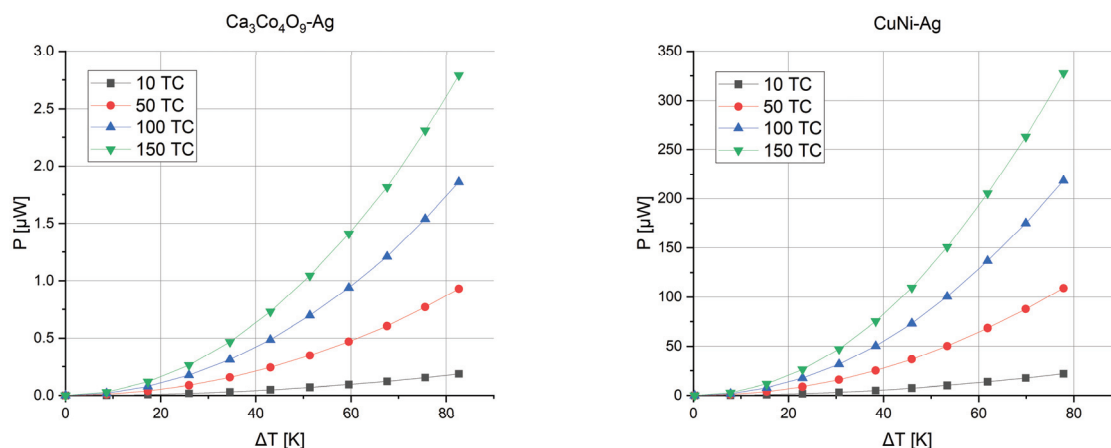 Ca₃Co₄O₉-Ag
3.0
2.5
2.0
1.5
1.0
0.5
0.0
P [µW]
10 TC
50 TC
100 TC
150 TC
0
20
40
60
80
ΔT [K]
CuNi-Ag
350
300
250
200
150
100
50
0
P [µW]
10 TC
50 TC
100 TC
150 TC
0
20
40
60
80
ΔT [K]